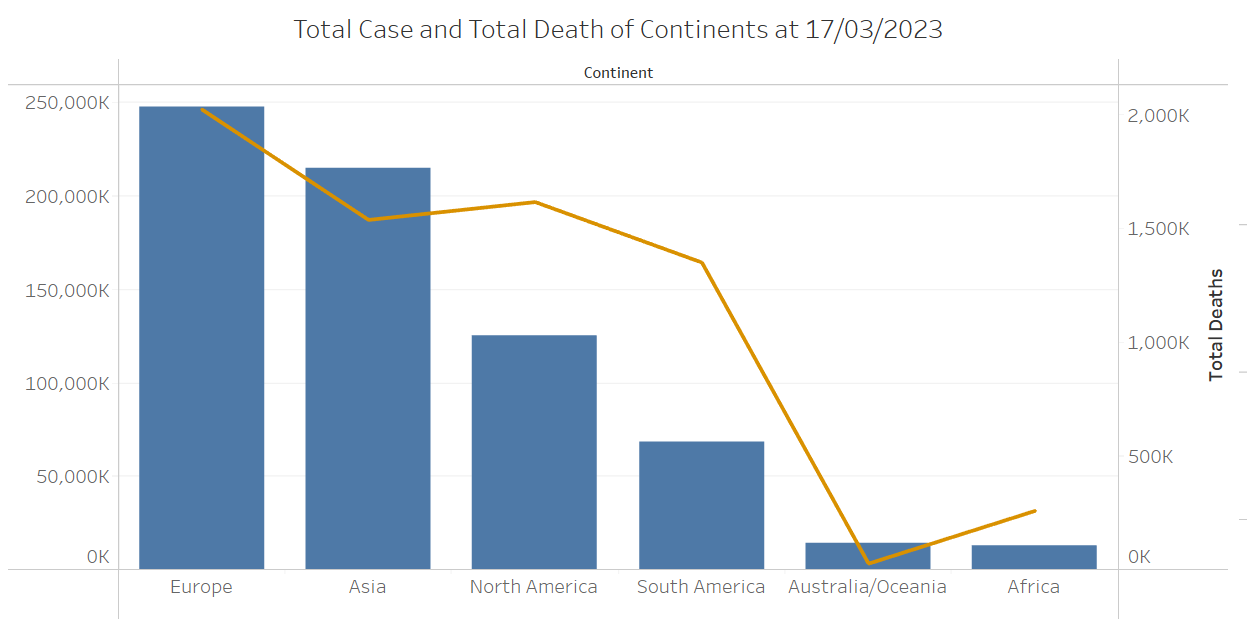 Total Case and Total Death of Continents at 17/03/2023
Continent
250,000K
200,000K
150,000K
100,000K
50,000K
0K
2,000K
1,500K
1,000K
500K
0K
Total Deaths
Europe
Asia
North America
South America
Australia/Oceania
Africa